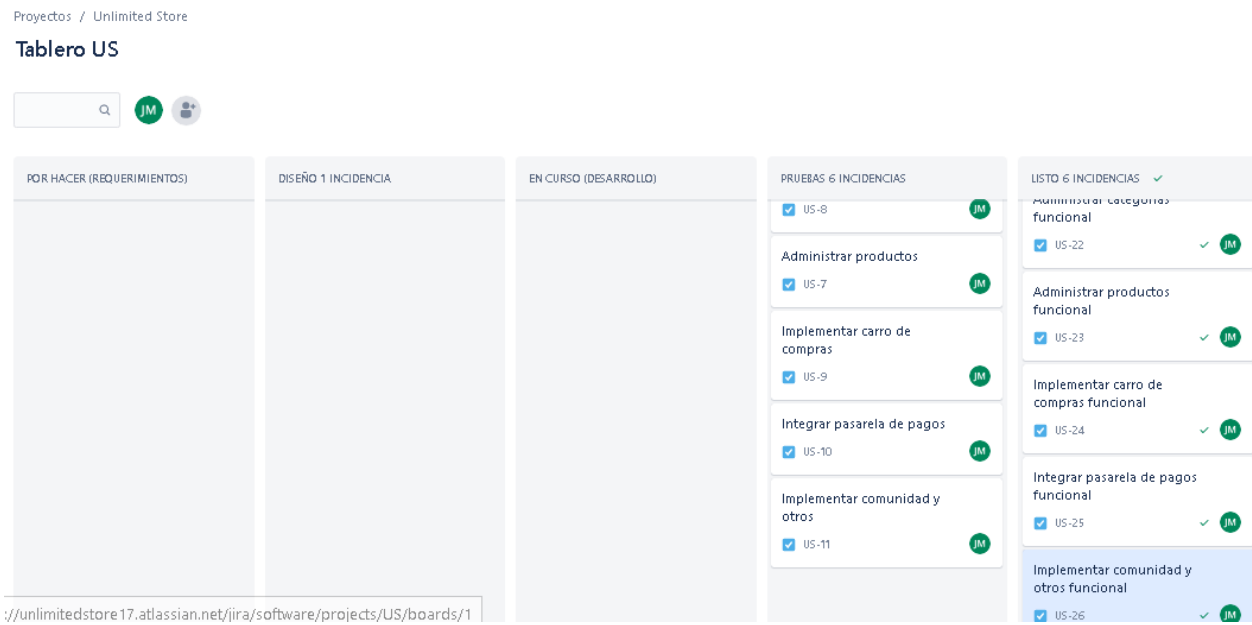 Proyectos / Unlimited Store
Tablero US
JM
POR HACER (REQUERIMIENTOS)
DISEÑO 1 INCIDENCIA
EN CURSO (DESARROLLO)
PRUEBAS 6 INCIDENCIAS
US-8
JM
Administrar productos
US-7
JM
Implementar carro de
compras
US-9
JM
Integrar pasarela de pagos
US-10
JM
Implementar comunidad y
otros
US-11
JM
LISTO 6 INCIDENCIAS
Administrar categorías
funcional
US-22
JM
Administrar productos
funcional
US-23
JM
Implementar carro de
compras funcional
US-24
JM
Integrar pasarela de pagos
funcional
US-25
JM
Implementar comunidad y
otros funcional
US-26
JM
://unlimitedstore17.atlassian.net/jira/software/projects/US/boards/1